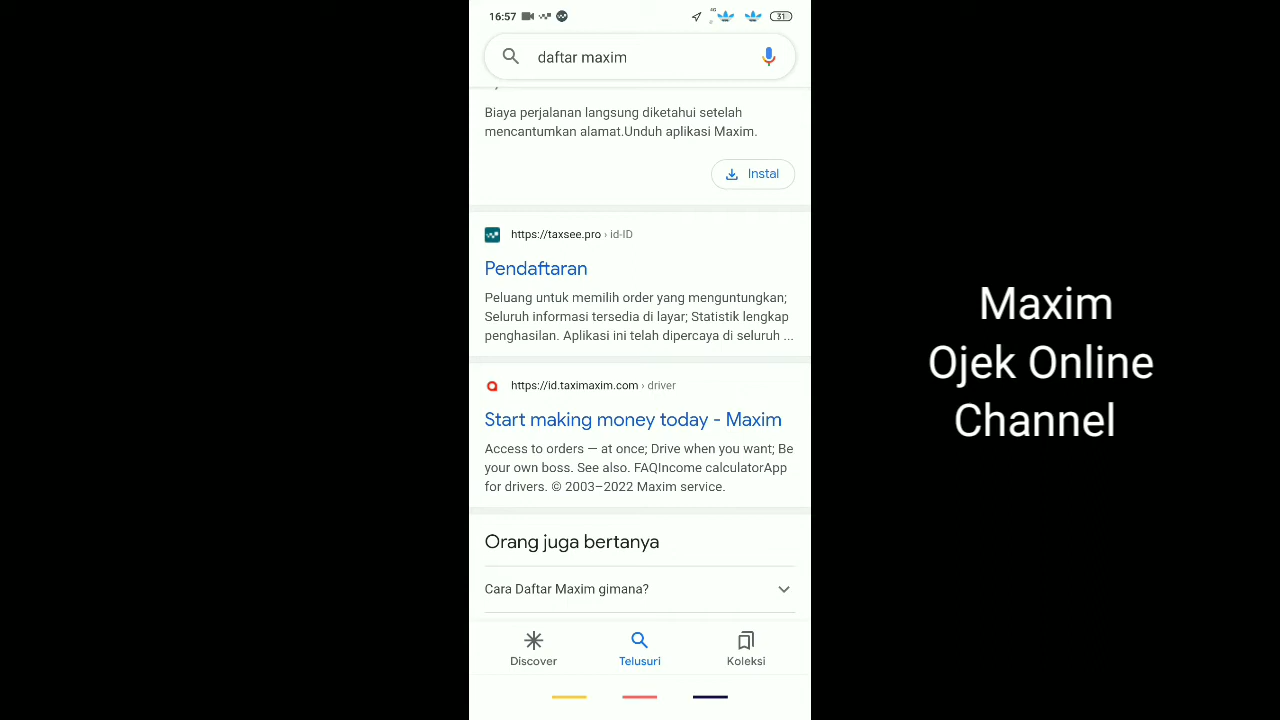 16:57
31
daftar maxim
Biaya perjalanan langsung diketahui setelah
mencantumkan alamat.Unduh aplikasi Maxim.
Instal
https://taxsee.pro › id-ID
Pendaftaran
Peluang untuk memilih order yang menguntungkan;
Seluruh informasi tersedia di layar; Statistik lengkap
penghasilan. Aplikasi ini telah dipercaya di seluruh ...
https://id.taximaxim.com › driver
Start making money today - Maxim
Access to orders — at once; Drive when you want; Be
your own boss. See also. FAQIncome calculatorApp
for drivers. © 2003–2022 Maxim service.
Orang juga bertanya
Cara Daftar Maxim gimana?
Discover
Telusuri
Koleksi
Maxim
Ojek Online
Channel